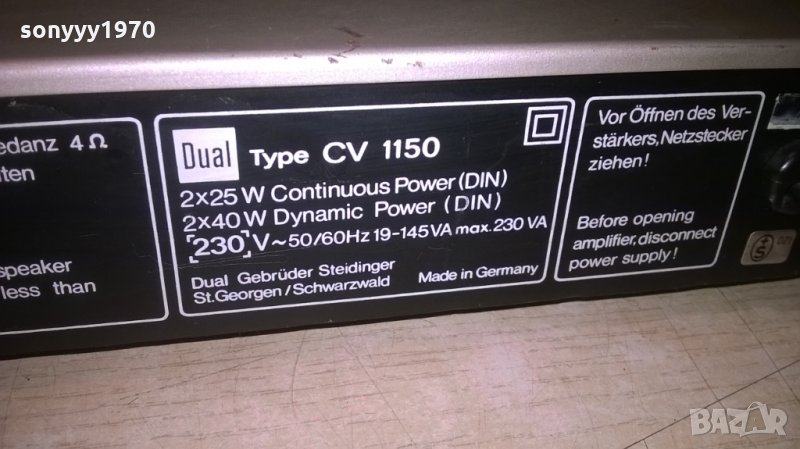 sonyyy1970
edanz 4 Ω
speaker
less than
Dual Type CV 1150
2x25 W Continuous Power (DIN)
2x40 W Dynamic Power (DIN)
230 V~50/60Hz 19-145 VA max. 230 VA
Dual Gebrüder Steidinger
St.Georgen/Schwarzwald
Made in Germany
Vor Öffnen des Ver-
stärkers, Netzstecker
ziehen!
Before opening
amplifier, disconnect
power supply!
BAZAR